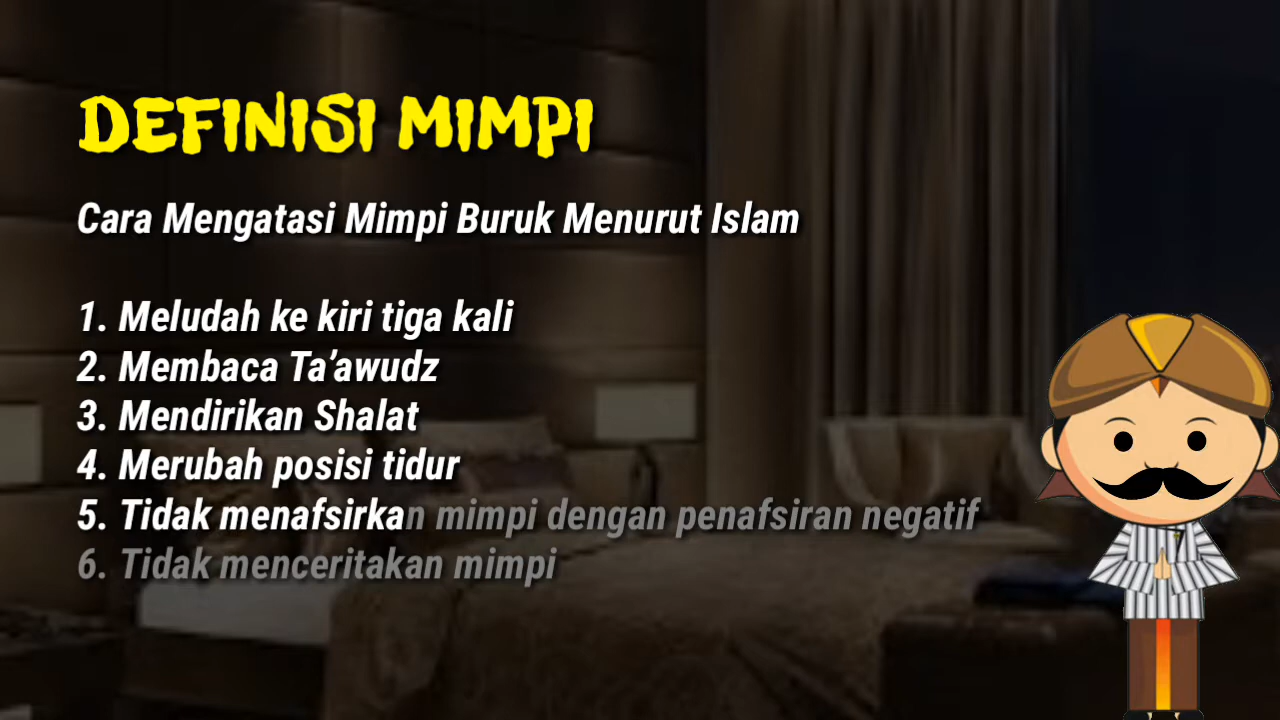 DEFINISI MIMPI
Cara Mengatasi Mimpi Buruk Menurut Islam
1. Meludah ke kiri tiga kali
2. Membaca Ta’awudz
3. Mendirikan Shalat
4. Merubah posisi tidur
5. Tidak menafsirkan mimpi dengan penafsiran negatif
6. Tidak menceritakan mimpi